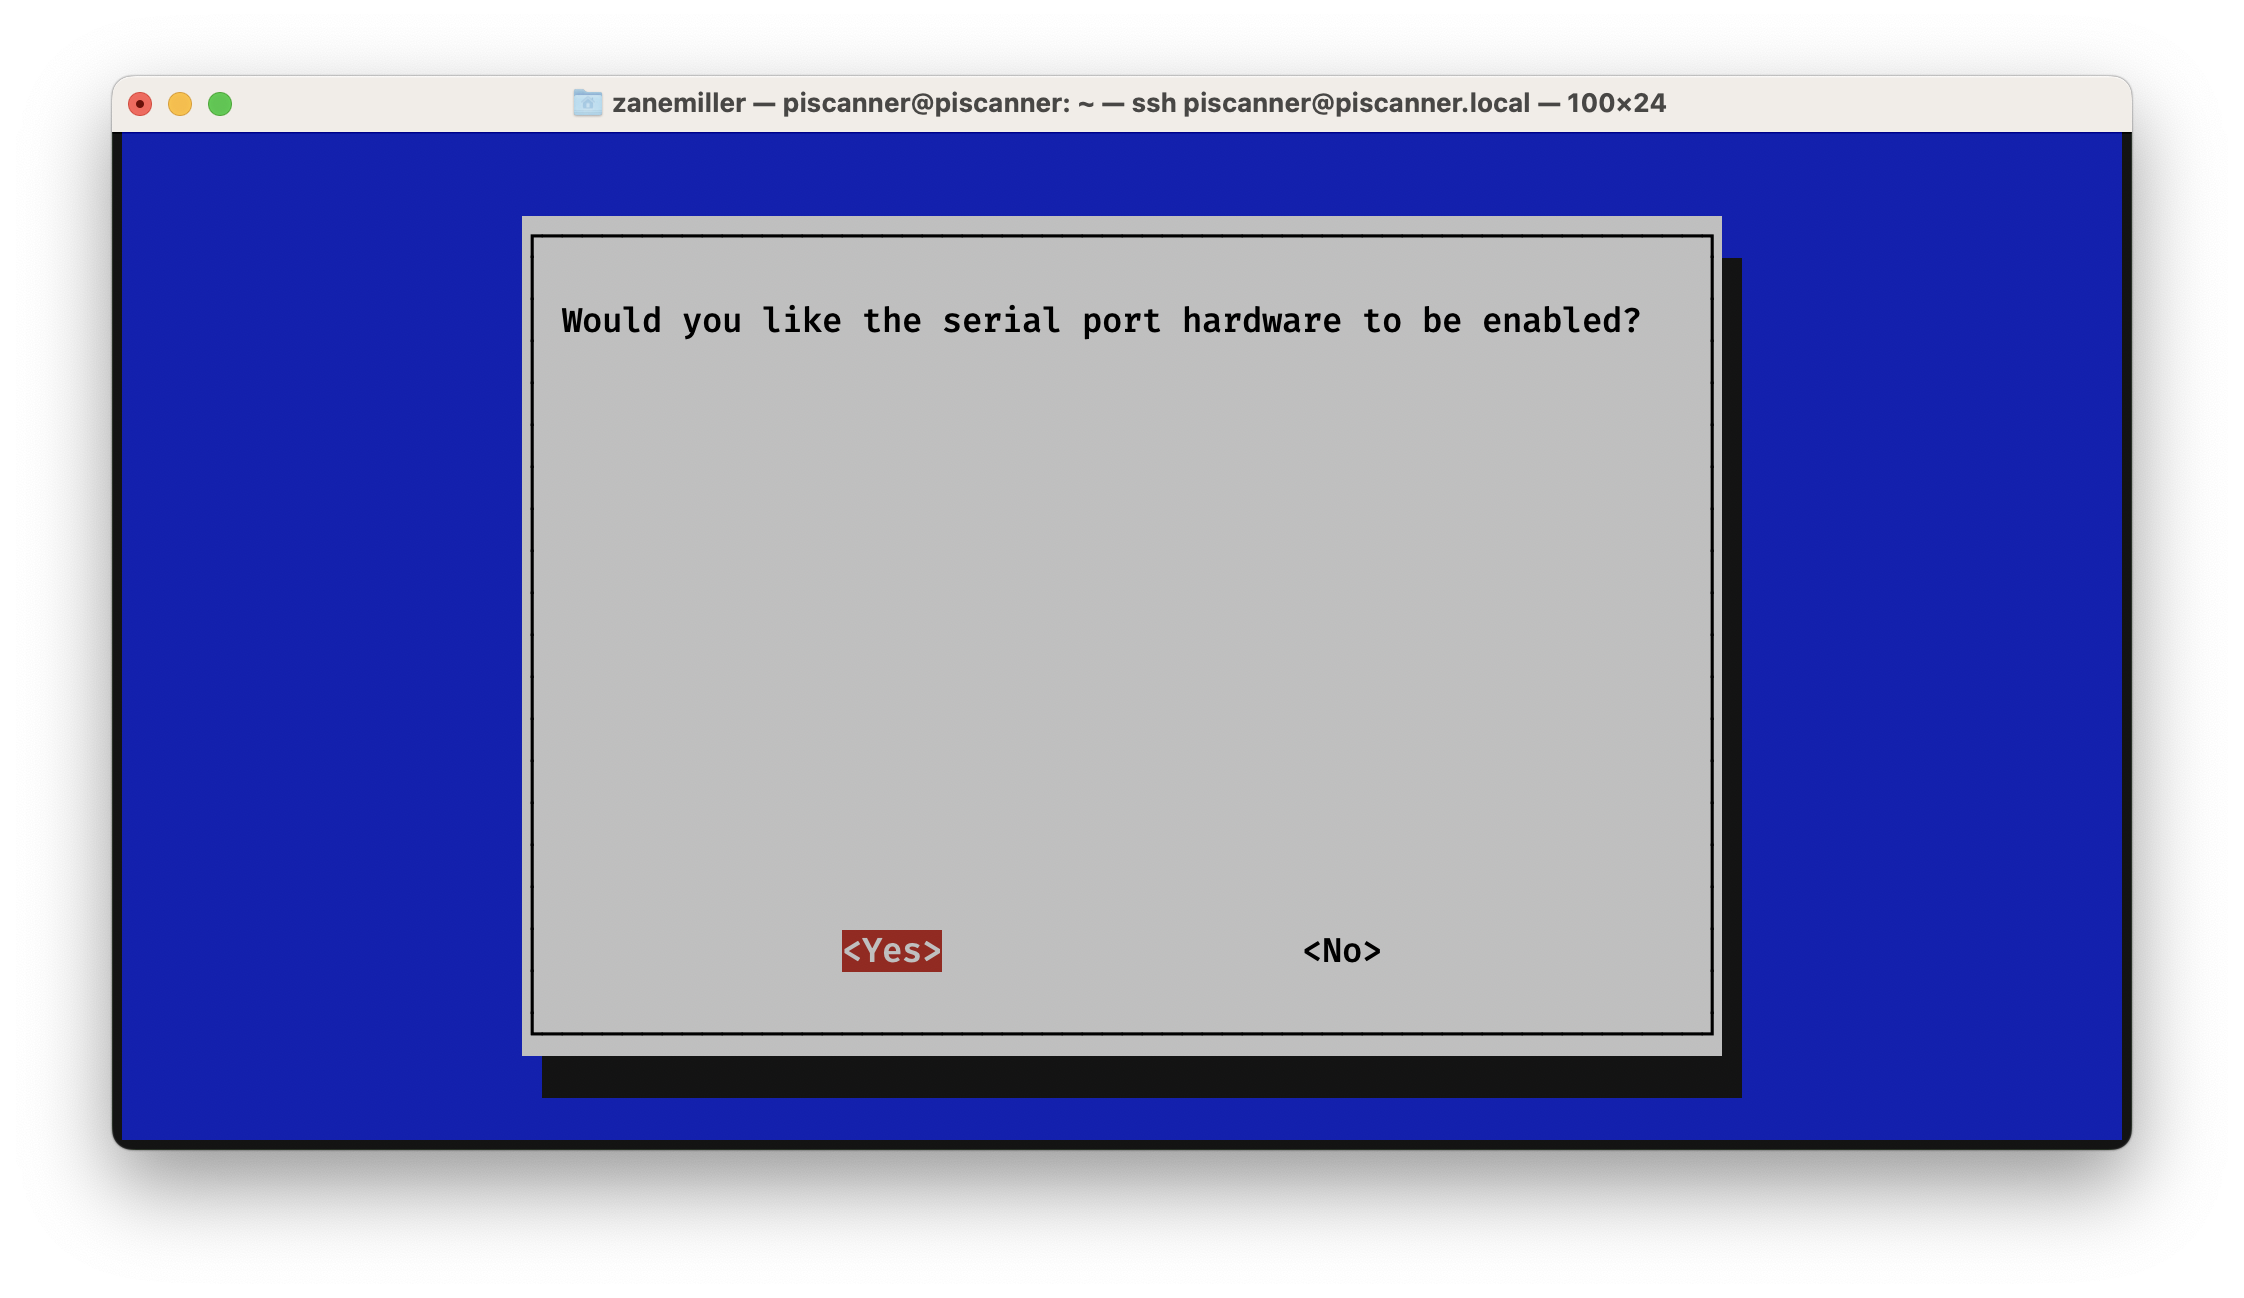 zanemiller — piscanner@piscanner: ~ — ssh piscanner@piscanner.local — 100×24
Would you like the serial port hardware to be enabled?
<Yes> <No>